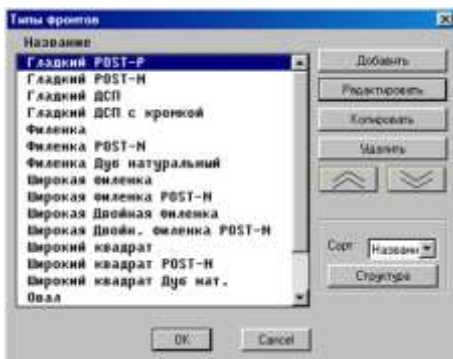 Типы фронтов
Название
Гладкий POST-P
Гладкий POST-N
Гладкий ДСП
Гладкий ДСП с кромкой
Филенка
Филенка POST-N
Филенка Дуб натуральный
Широкая филенка
Широкая филенка POST-N
Широкая Двойная филенка
Широкая Двойн. филенка POST-N
Широкий квадрат
Широкий квадрат POST-N
Широкий квадрат Дуб нат.
Овал
Добавить
Редактировать
Копировать
Удалить
Сорт
Названи
Структура
OK
Cancel